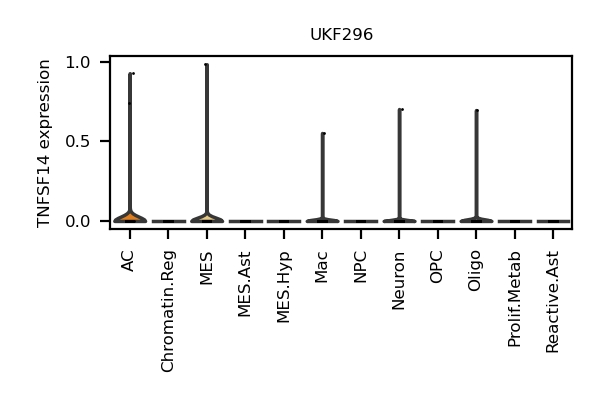 UKF296
TNFSF14 expression
1.0
0.5
0.0
AC
Chromatin.Reg
MES
MES.Ast
MES.Hyp
Mac
NPC
Neuron
OPC
Oligo
Prolif.Metab
Reactive.Ast